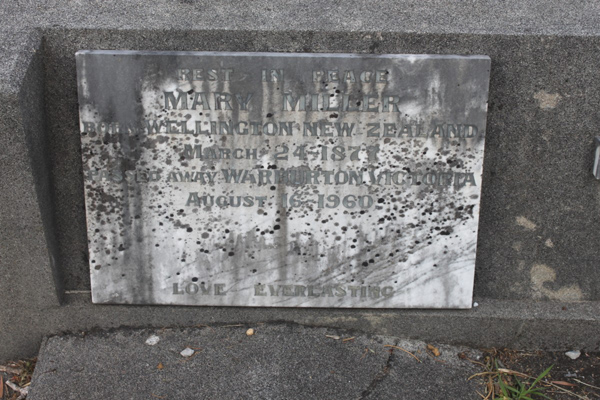 REST IN PEACE
MARY MILLER
BORN WELLINGTON NEW ZEALAND
MARCH 24-1877
PASSED AWAY WARBURTON VICTORIA
AUGUST 16-1960
LOVE EVERLASTING